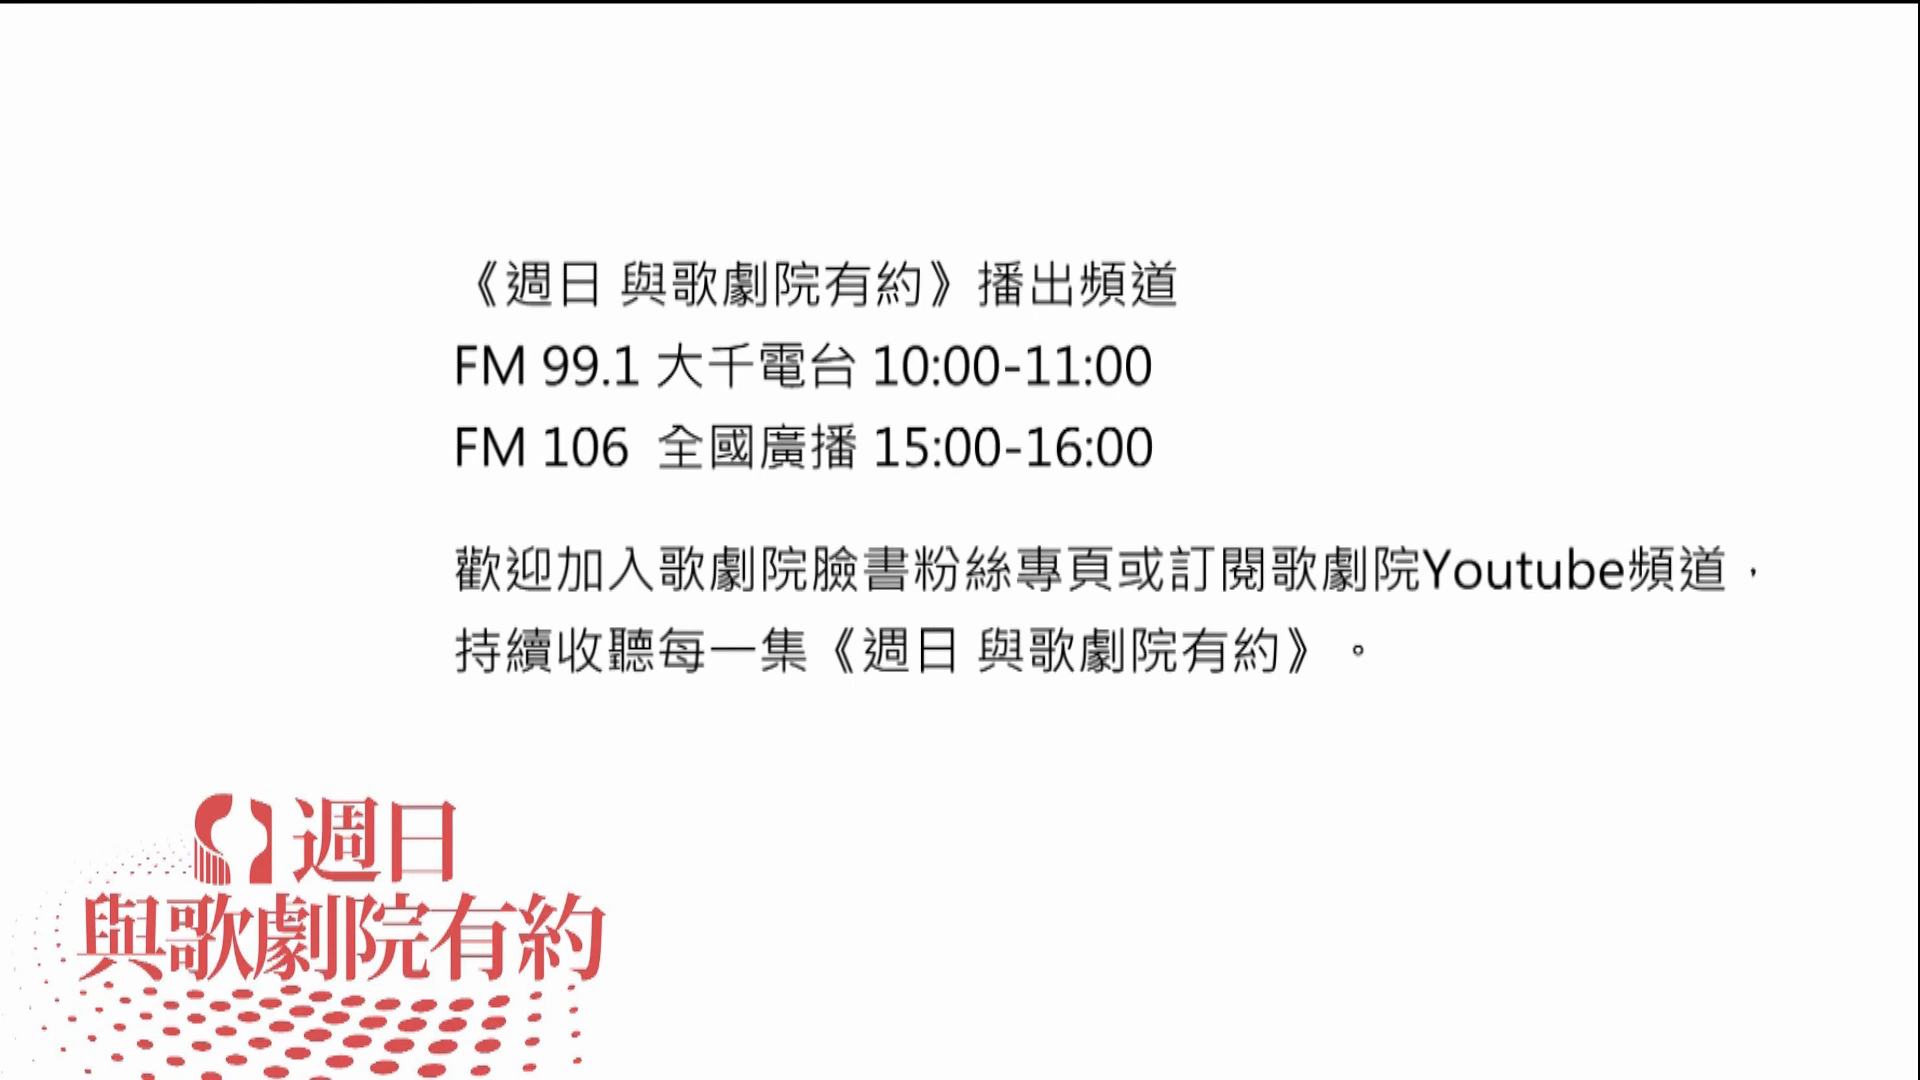 《週日 與歌劇院有約》播出頻道
FM 99.1 大千電台 10:00-11:00
FM 106 全國廣播 15:00-16:00
歡迎加入歌劇院臉書粉絲專頁或訂閱歌劇院Youtube頻道，
持續收聽每一集《週日 與歌劇院有約》。
週日
與歌劇院有約